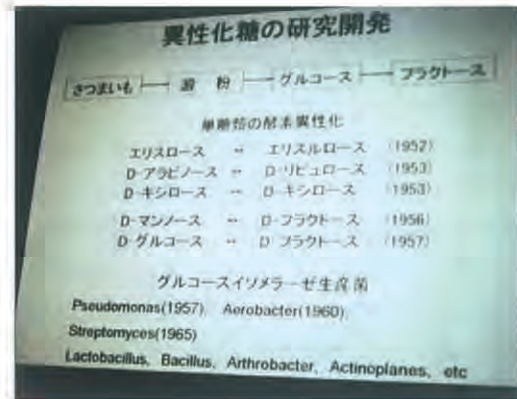 異性化糖の研究開発
さつまいも 澱粉 グルコース フラクトース
単糖類の酵素異性化
エリスロース ↔ エリスルロース (1952)
D-アラビノース ↔ D-リビュロース (1953)
D-キシロース ↔ D-キシロース (1953)
D-マンノース ↔ D-フラクトース (1956)
D-グルコース ↔ D-フラクトース (1957)
グルコースイソメラーゼ生産菌
Pseudomonas(1957), Aerobacter(1960),
Streptomyces(1965)
Lactobacillus, Bacillus, Arthrobacter, Actinoplanes, etc